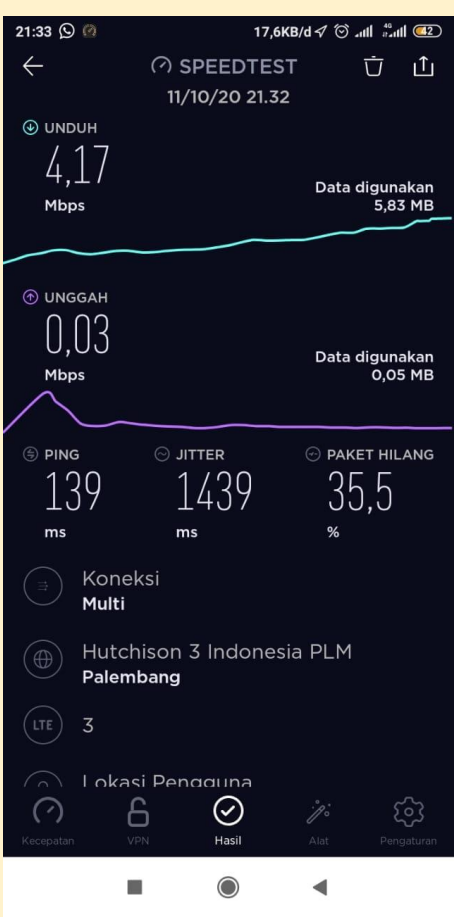 21:33 17,6KB/d 4G 42
SPEEDTEST
11/10/20 21.32
UNDUH
4,17
Mbps
Data digunakan
5,83 MB
UNGGAH
0,03
Mbps
Data digunakan
0,05 MB
PING JITTER PAKET HILANG
139 1439 35,5
ms ms %
Koneksi
Multi
Hutchison 3 Indonesia PLM
Palembang
LTE 3
Lokasi Pengguna
Kecepatan VPN Hasil Alat Pengaturan